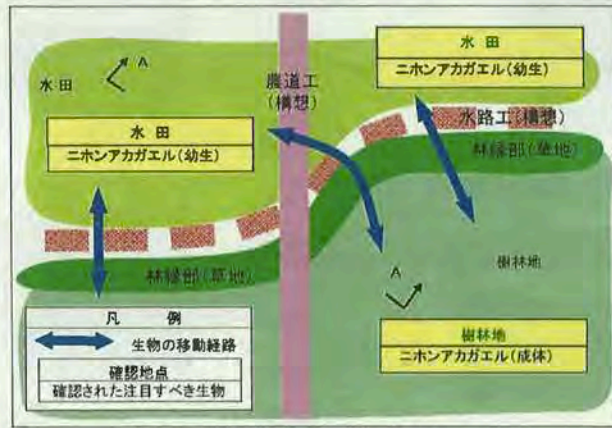 A
水田
農道工
(構想)
水 田
ニホンアカガエル(幼生)
水路工(構想)
水 田
ニホンアカガエル(幼生)
林縁部(草地)
林縁部(草地)
A
樹林地
樹林地
ニホンアカガエル(成体)
凡 例
生物の移動経路
確認地点
確認された注目すべき生物